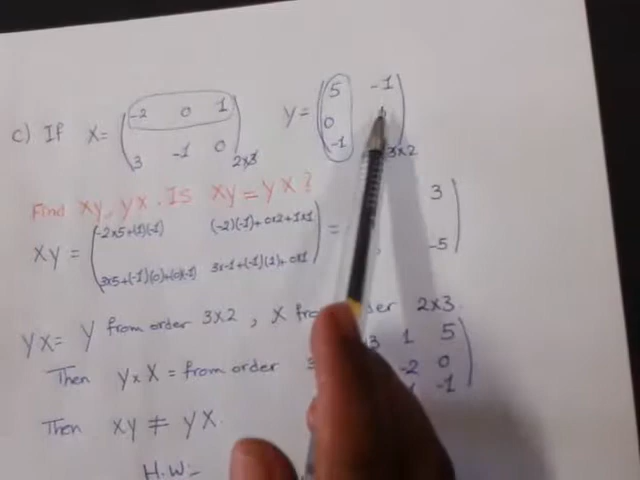 c) If X = (-2 0 1 Y = (5 -1
3 -1 0) 2x3 0
-1 3x2
Find XY, YX. Is XY = YX?
XY = (-2x5+(1)(-1) (-2)(-1)+0x2+1x1
3x5+(-1)(0)+(0)(-1) 3x-1+(-1)(2)+0x1) = 3
-5)
YX = Y from order 3x2, X from order 2x3.
Then YxX = from order 3 1 5
-2 0
-1)
Then XY ≠ YX.
H.W:-